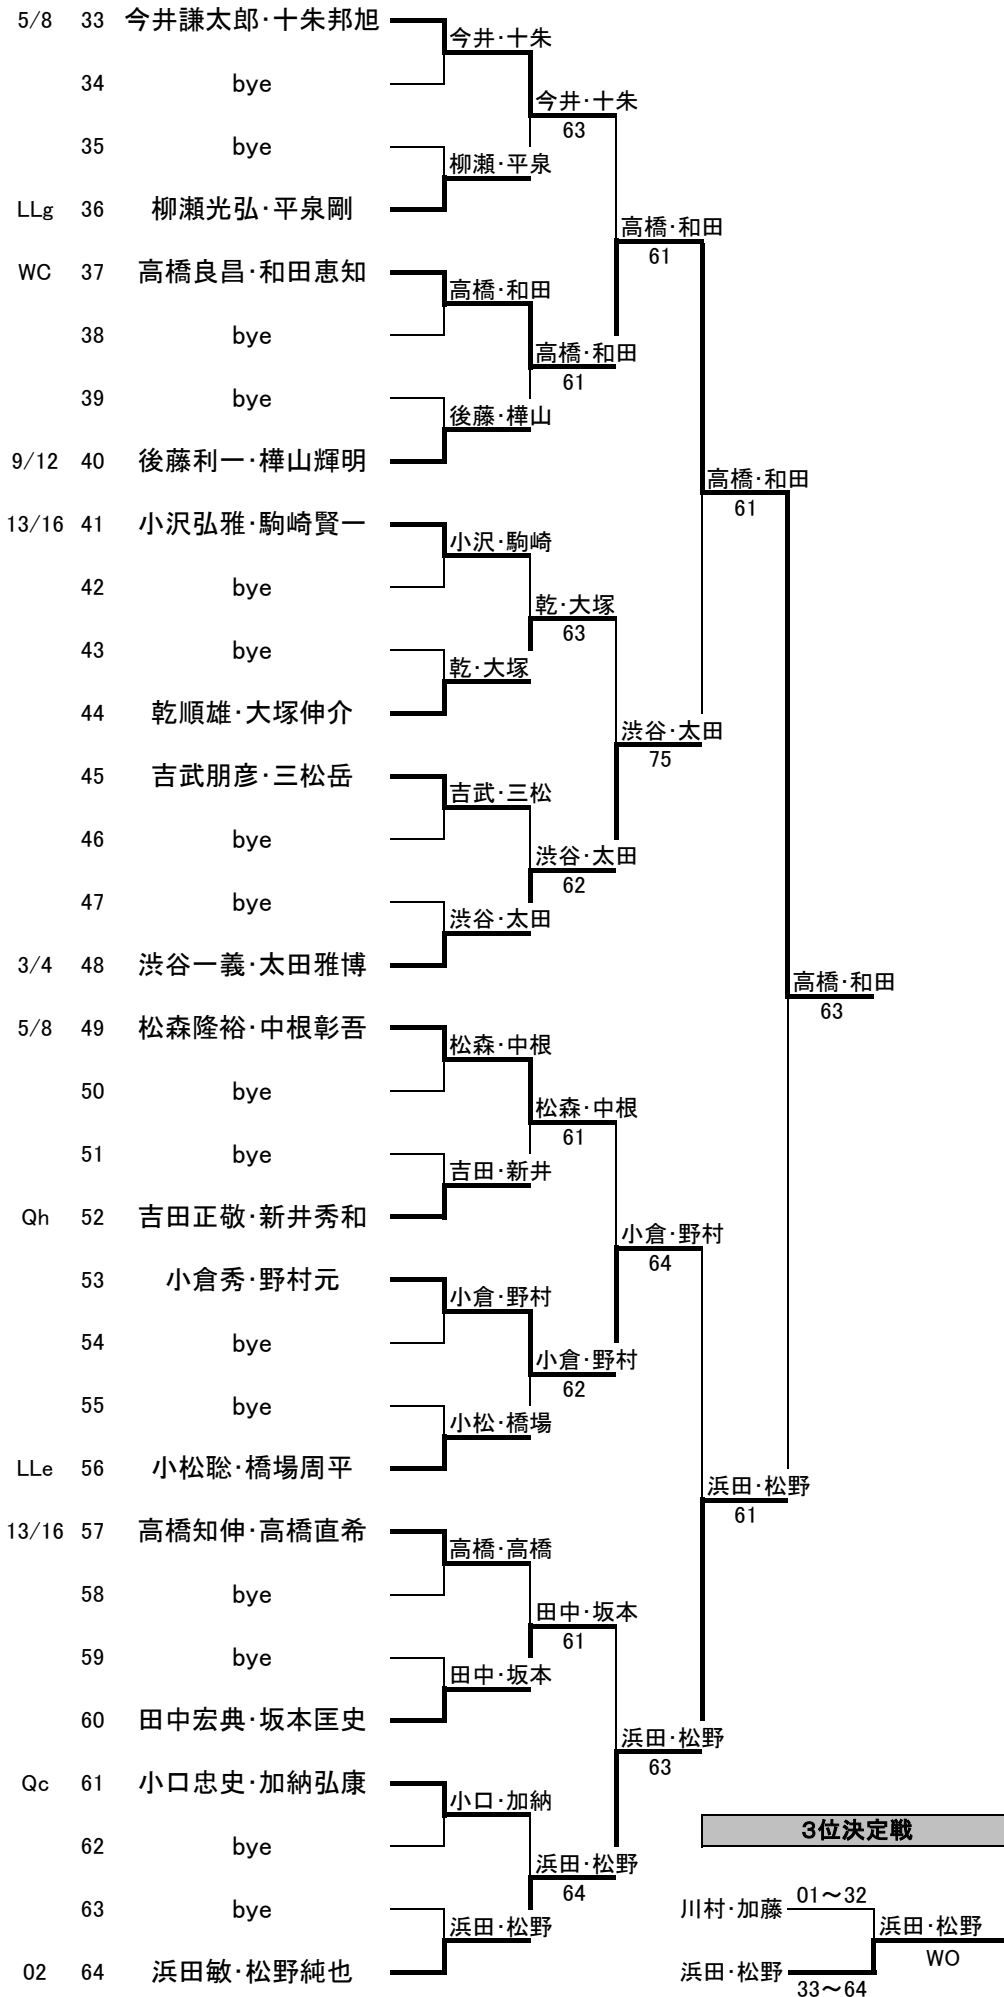 5/8 33 今井謙太郎・十朱邦旭
今井・十朱
34 bye
今井・十朱
63
35 bye
柳瀬・平泉
LLg 36 柳瀬光弘・平泉剛
高橋・和田
61
WC 37 高橋良昌・和田恵知
高橋・和田
38 bye
高橋・和田
61
39 bye
後藤・樺山
9/12 40 後藤利一・樺山輝明
高橋・和田
61
13/16 41 小沢弘雅・駒崎賢一
小沢・駒崎
42 bye
乾・大塚
63
43 bye
乾・大塚
44 乾順雄・大塚伸介
渋谷・太田
75
45 吉武朋彦・三松岳
吉武・三松
46 bye
渋谷・太田
62
47 bye
渋谷・太田
3/4 48 渋谷一義・太田雅博
高橋・和田
63
5/8 49 松森隆裕・中根彰吾
松森・中根
50 bye
松森・中根
61
51 bye
吉田・新井
Qh 52 吉田正敬・新井秀和
小倉・野村
64
53 小倉秀・野村元
小倉・野村
54 bye
小倉・野村
62
55 bye
小松・橋場
LLe 56 小松聡・橋場周平
浜田・松野
61
13/16 57 高橋知伸・高橋直希
高橋・高橋
58 bye
田中・坂本
61
59 bye
田中・坂本
60 田中宏典・坂本匡史
浜田・松野
63
Qc 61 小口忠史・加納弘康
小口・加納
62 bye
浜田・松野
64
63 bye
浜田・松野
02 64 浜田敏・松野純也
3位決定戦
川村・加藤 01～32
浜田・松野
WO
浜田・松野 33～64